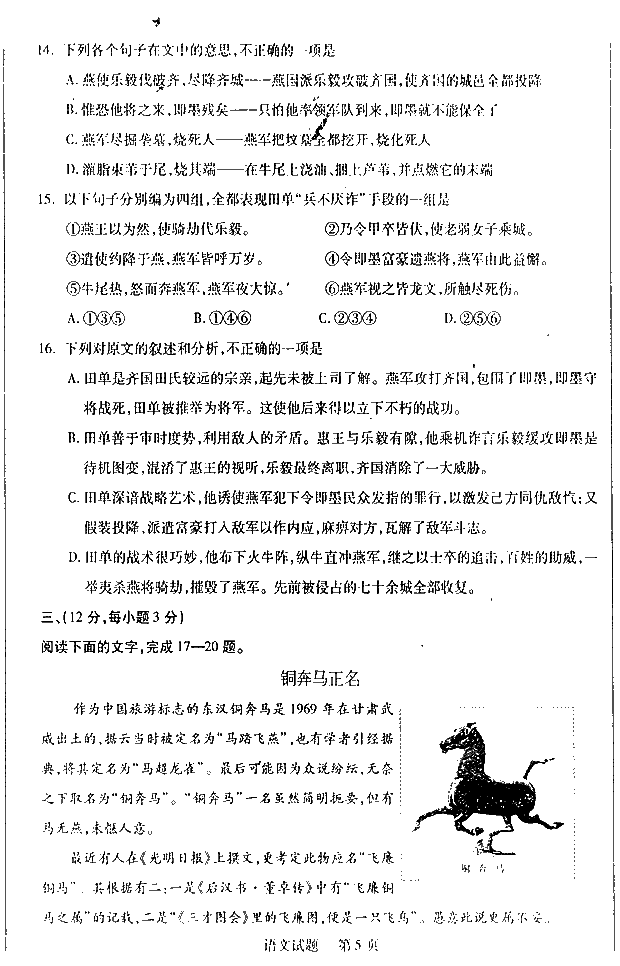 14. 下列各个句子在文中的意思,不正确的一项是
A. 燕使乐毅伐破齐,尽降齐城——燕国派乐毅攻破齐国,使齐国的城邑全都投降
B. 惟恐他将之来,即墨残矣——只怕他率领军队到来,即墨就不能保全了
C. 燕军尽掘垄墓,烧死人——燕军把坟墓全都挖开,烧化死人
D. 灌脂束苇于尾,烧其端——在牛尾上浇油、捆上芦苇,并点燃它的末端
15. 以下句子分别编为四组,全都表现田单“兵不厌诈”手段的一组是
①燕王以为然,使骑劫代乐毅。 ②乃令甲卒皆伏,使老弱女子乘城。
③遣使约降于燕,燕军皆呼万岁。 ④令即墨富豪遗燕将,燕军由此益懈。
⑤牛尾热,怒而奔燕军,燕军夜大惊。 ⑥燕军视之皆龙文,所触尽死伤。
A.①③⑤ B.①④⑥ C.②③④ D.②⑤⑥
16. 下列对原文的叙述和分析,不正确的一项是
A. 田单是齐国田氏较远的宗亲,起先未被上司了解。燕军攻打齐国,包围了即墨,即墨守
将战死,田单被推举为将军。这使他后来得以立下不朽的战功。
B. 田单善于审时度势,利用敌人的矛盾。惠王与乐毅有隙,他乘机诈言乐毅缓攻即墨是
待机图变,混淆了惠王的视听,乐毅最终离职,齐国消除了一大威胁。
C. 田单深谙战略艺术,他诱使燕军犯下令即墨民众发指的罪行,以激发己方同仇敌忾;又
假装投降,派遣富豪打入敌军以作内应,麻痹对方,瓦解了敌军斗志。
D. 田单的战术很巧妙,他布下火牛阵,纵牛直冲燕军,继之以士卒的追击,百姓的助威,一
举夷杀燕将骑劫,摧毁了燕军。先前被侵占的七十余城全部收复。
三、(12 分,每小题 3 分)
阅读下面的文字,完成 17—20 题。
铜奔马正名
作为中国旅游标志的东汉铜奔马是 1969 年在甘肃武
威出土的,据云当时被定名为“马踏飞燕”,也有学者引经据
典,将其定名为“马超龙雀”。最后可能因为众说纷纭,无奈
之下取名为“铜奔马”。“铜奔马”一名虽然简明扼要,但有
马无燕,未惬人意。
最近有人在《光明日报》上撰文,更考定此物应名“飞廉
铜马”。其根据有二:一是《后汉书·董卓传》中有“飞廉铜
马之属”的记载,二是“《三才图会》里的飞廉图,便是一只飞鸟”。愚意此说更属不妥。
铜奔马
语文试题 第 5 页